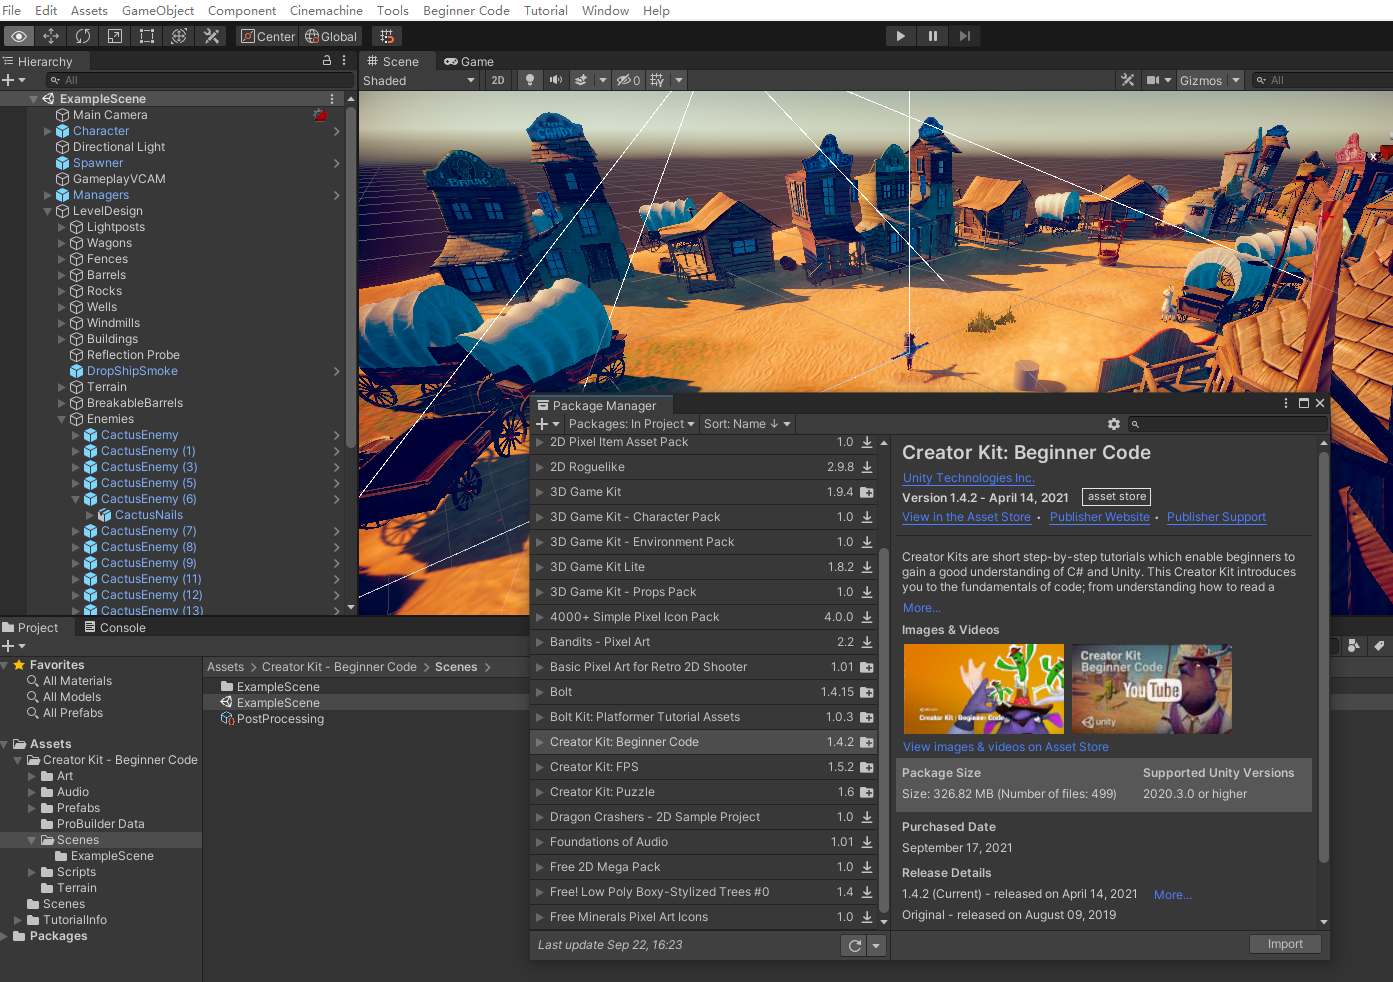 File Edit Assets GameObject Component Cinemachine Tools Beginner Code Tutorial Window Help
Center Global
Hierarchy
All
ExampleScene
Main Camera
Character
Directional Light
Spawner
GameplayVCAM
Managers
LevelDesign
Lightposts
Wagons
Fences
Barrels
Rocks
Wells
Windmills
Buildings
Reflection Probe
DropShipSmoke
Terrain
BreakableBarrels
Enemies
CactusEnemy
CactusEnemy (1)
CactusEnemy (3)
CactusEnemy (5)
CactusEnemy (6)
CactusNails
CactusEnemy (7)
CactusEnemy (8)
CactusEnemy (9)
CactusEnemy (11)
CactusEnemy (12)
CactusEnemy (13)
Scene Game
Shaded 2D 0 Gizmos All
CANDY
BANK
x
Project Console
Favorites
All Materials
All Models
All Prefabs
Assets
Creator Kit - Beginner Code
Art
Audio
Prefabs
ProBuilder Data
Scenes
ExampleScene
Scripts
Terrain
Scenes
TutorialInfo
Packages
Assets > Creator Kit - Beginner Code > Scenes >
ExampleScene
ExampleScene
PostProcessing
Package Manager
Packages: In Project Sort: Name ↓
2D Pixel Item Asset Pack 1.0
2D Roguelike 2.9.8
3D Game Kit 1.9.4
3D Game Kit - Character Pack 1.0
3D Game Kit - Environment Pack 1.0
3D Game Kit Lite 1.8.2
3D Game Kit - Props Pack 1.0
4000+ Simple Pixel Icon Pack 4.0.0
Bandits - Pixel Art 2.2
Basic Pixel Art for Retro 2D Shooter 1.01
Bolt 1.4.15
Bolt Kit: Platformer Tutorial Assets 1.0.3
Creator Kit: Beginner Code 1.4.2
Creator Kit: FPS 1.5.2
Creator Kit: Puzzle 1.6
Dragon Crashers - 2D Sample Project 1.0
Foundations of Audio 1.01
Free 2D Mega Pack 1.0
Free! Low Poly Boxy-Stylized Trees #0 1.4
Free Minerals Pixel Art Icons 1.0
Last update Sep 22, 16:23
Creator Kit: Beginner Code
Unity Technologies Inc.
Version 1.4.2 - April 14, 2021 asset store
View in the Asset Store • Publisher Website • Publisher Support
Creator Kits are short step-by-step tutorials which enable beginners to
gain a good understanding of C# and Unity. This Creator Kit introduces
you to the fundamentals of code; from understanding how to read a
More...
Images & Videos
Creator Kit: Beginner Code
Creator Kit
Beginner Code
YouTube
unity
View images & videos on Asset Store
Package Size Supported Unity Versions
Size: 326.82 MB (Number of files: 499) 2020.3.0 or higher
Purchased Date
September 17, 2021
Release Details
1.4.2 (Current) - released on April 14, 2021 More...
Original - released on August 09, 2019
Import